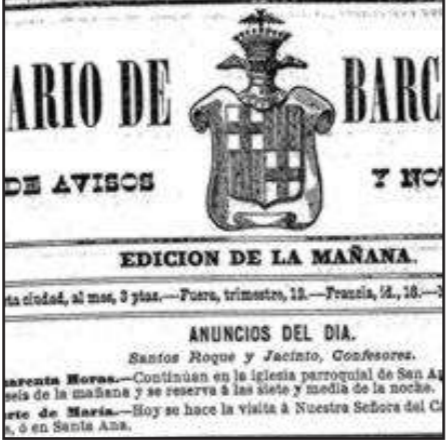 ARIO DE BARC
DE AVISOS Y NO
EDICION DE LA MAÑANA.
ta ciudad, al mes, 3 ptas.—Fuera, trimestre, 12.—Francia, id., 18.—
ANUNCIOS DEL DIA.
Santos Roque y Jacinto, Confesores.
arenta Horas.—Continúan en la iglesia parroquial de San A
seis de la mañana y se reserva á las siete y media de la noche.
rte de María.—Hoy se hace la visita á Nuestra Señora del C
s, ó en Santa Ana.